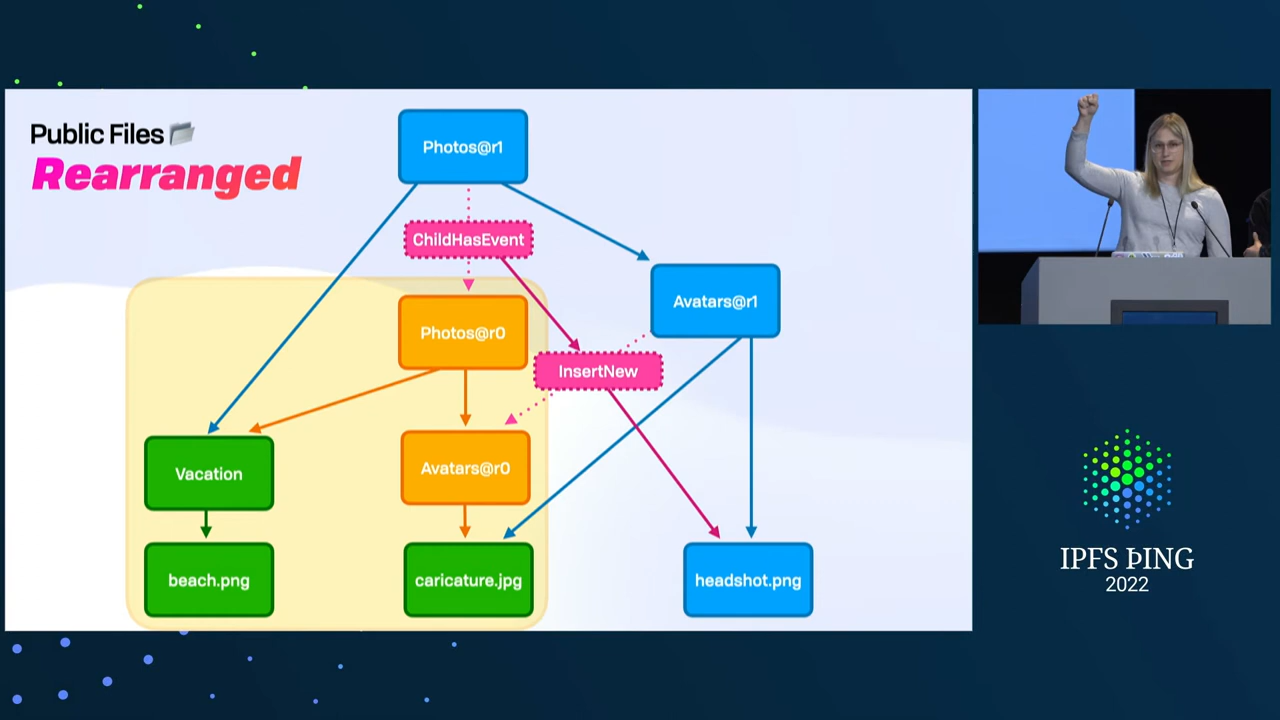 Public Files
Rearranged
Photos@r1
ChildHasEvent
Avatars@r1
Photos@r0
InsertNew
Vacation
Avatars@r0
beach.png
caricature.jpg
headshot.png
IPFS ÞING
2022